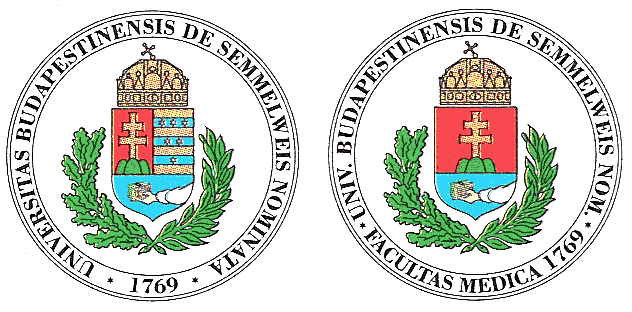 UNIVERSITAS BUDAPESTINENSIS DE SEMMELWEIS NOMINATA
* 1769 *
UNIV. BUDAPESTINENSIS DE SEMMELWEIS NOM.
* FACULTAS MEDICA 1769 *